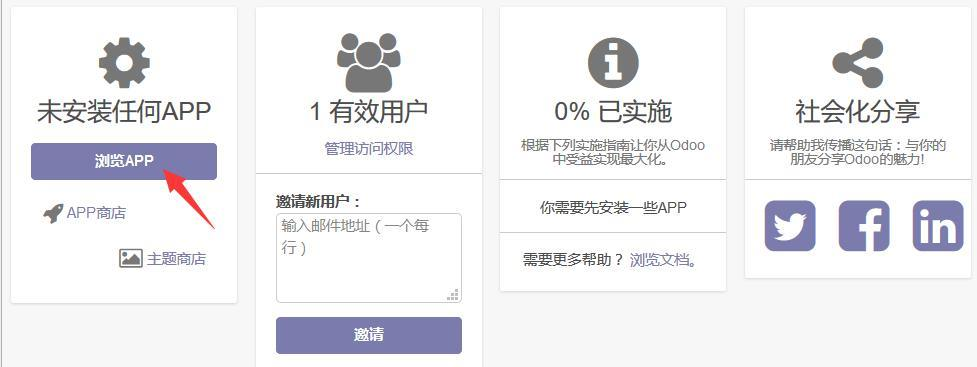 未安装任何APP
浏览APP
APP商店
主题商店
1 有效用户
管理访问权限
邀请新用户：
输入邮件地址（一个每
行）
邀请
0% 已实施
根据下列实施指南让你从Odoo
中受益实现最大化。
你需要先安装一些APP
需要更多帮助？ 浏览文档。
社会化分享
请帮助我传播这句话：与你的
朋友分享Odoo的魅力!